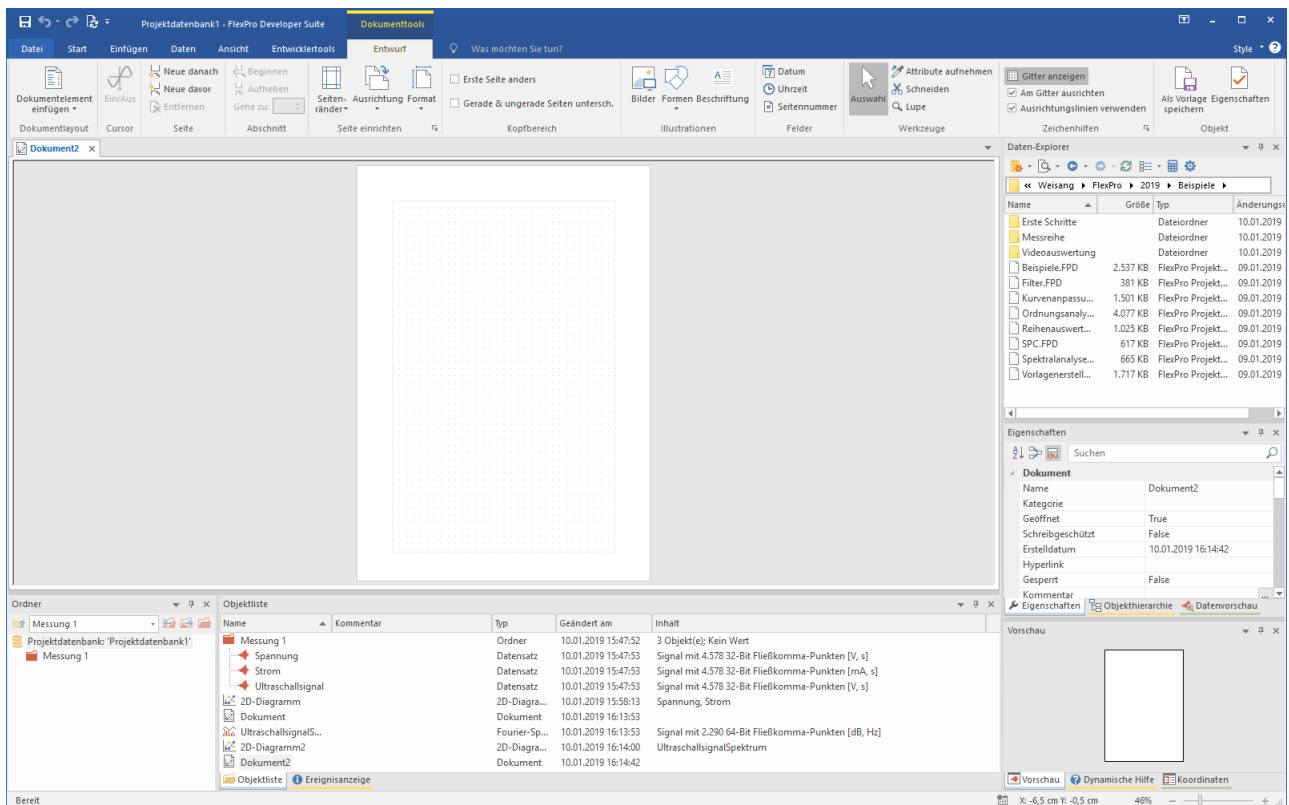 Projektdatenbank1 - FlexPro Developer Suite
Dokumenttools
Datei Start Einfügen Daten Ansicht Entwicklertools Entwurf Was möchten Sie tun? Style
Dokumentelement einfügen
Dokumentlayout
Ein/Aus
Cursor
Neue danach
Neue davor
Entfernen
Seite
Beginnen
Aufheben
Gehe zu:
Abschnitt
Seiten-
ränder
Ausrichtung Format
Seite einrichten
Erste Seite anders
Gerade & ungerade Seiten untersch.
Kopfbereich
Bilder Formen Beschriftung
Illustrationen
Datum
Uhrzeit
Seitennummer
Felder
Auswahl
Attribute aufnehmen
Schneiden
Lupe
Werkzeuge
Gitter anzeigen
Am Gitter ausrichten
Ausrichtungslinien verwenden
Zeichenhilfen
Als Vorlage
speichern
Eigenschaften
Objekt
Dokument2
Daten-Explorer
« Weisang FlexPro 2019 Beispiele
Name Größe Typ Änderungs
Erste Schritte Dateiordner 10.01.2019
Messreihe Dateiordner 10.01.2019
Videoauswertung Dateiordner 10.01.2019
Beispiele.FPD 2.537 KB FlexPro Projekt... 09.01.2019
Filter.FPD 381 KB FlexPro Projekt... 09.01.2019
Kurvenanpassu... 1.501 KB FlexPro Projekt... 09.01.2019
Ordnungsanaly... 4.077 KB FlexPro Projekt... 09.01.2019
Reihenauswert... 1.025 KB FlexPro Projekt... 09.01.2019
SPC.FPD 617 KB FlexPro Projekt... 09.01.2019
Spektralanalyse... 665 KB FlexPro Projekt... 09.01.2019
Vorlagenerstell... 1.717 KB FlexPro Projekt... 09.01.2019
Eigenschaften
Suchen
Dokument
Name Dokument2
Kategorie
Geöffnet True
Schreibgeschützt False
Erstelldatum 10.01.2019 16:14:42
Hyperlink
Gesperrt False
Kommentar ...
Eigenschaften Objekthierarchie Datenvorschau
Ordner
Messung 1
Projektdatenbank: 'Projektdatenbank1'
Messung 1
Objektliste
Name Kommentar Typ Geändert am Inhalt
Messung 1 Ordner 10.01.2019 15:47:52 3 Objekt(e); Kein Wert
Spannung Datensatz 10.01.2019 15:47:53 Signal mit 4.578 32-Bit Fließkomma-Punkten [V, s]
Strom Datensatz 10.01.2019 15:47:53 Signal mit 4.578 32-Bit Fließkomma-Punkten [mA, s]
Ultraschallsignal Datensatz 10.01.2019 15:47:53 Signal mit 4.578 32-Bit Fließkomma-Punkten [V, s]
2D-Diagramm 2D-Diagra... 10.01.2019 15:58:13 Spannung, Strom
Dokument Dokument 10.01.2019 16:13:53
UltraschallsignalS... Fourier-Sp... 10.01.2019 16:13:53 Signal mit 2.290 64-Bit Fließkomma-Punkten [dB, Hz]
2D-Diagramm2 2D-Diagra... 10.01.2019 16:14:00 UltraschallsignalSpektrum
Dokument2 Dokument 10.01.2019 16:14:42
Objektliste Ereignisanzeige
Vorschau
Vorschau Dynamische Hilfe Koordinaten
Bereit
X: -6,5 cm Y: -0,5 cm 46%